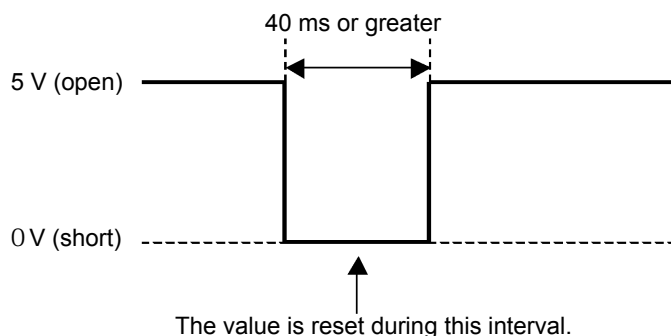 40 ms or greater
5 V (open)
0 V (short)
The value is reset during this interval.